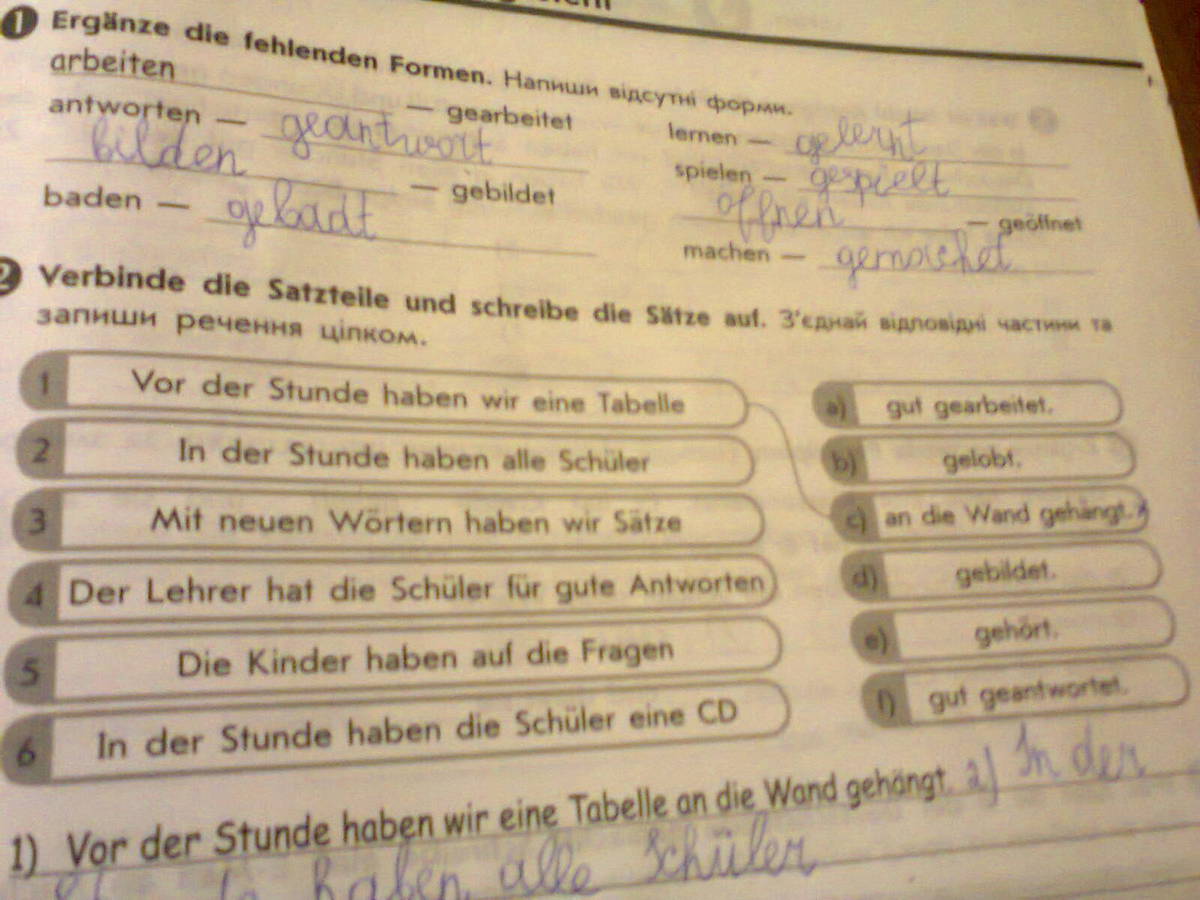 1 Ergänze die fehlenden Formen. Напиши відсутні форми.
arbeiten — gearbeitet
antworten — geantwort
bilden — gebildet
baden — gebadt
lernen — gelernt
spielen — gespielt
öffnen — geöffnet
machen — gemachet
2 Verbinde die Satzteile und schreibe die Sätze auf. З'єднай відповідні частини та
запиши речення цілком.
1 Vor der Stunde haben wir eine Tabelle
2 In der Stunde haben alle Schüler
3 Mit neuen Wörtern haben wir Sätze
4 Der Lehrer hat die Schüler für gute Antworten
5 Die Kinder haben auf die Fragen
6 In der Stunde haben die Schüler eine CD
a) gut gearbeitet.
b) gelobt.
c) an die Wand gehängt.
d) gebildet.
e) gehört.
f) gut geantwortet.
1) Vor der Stunde haben wir eine Tabelle an die Wand gehängt. 2) In der
haben alle Schüler